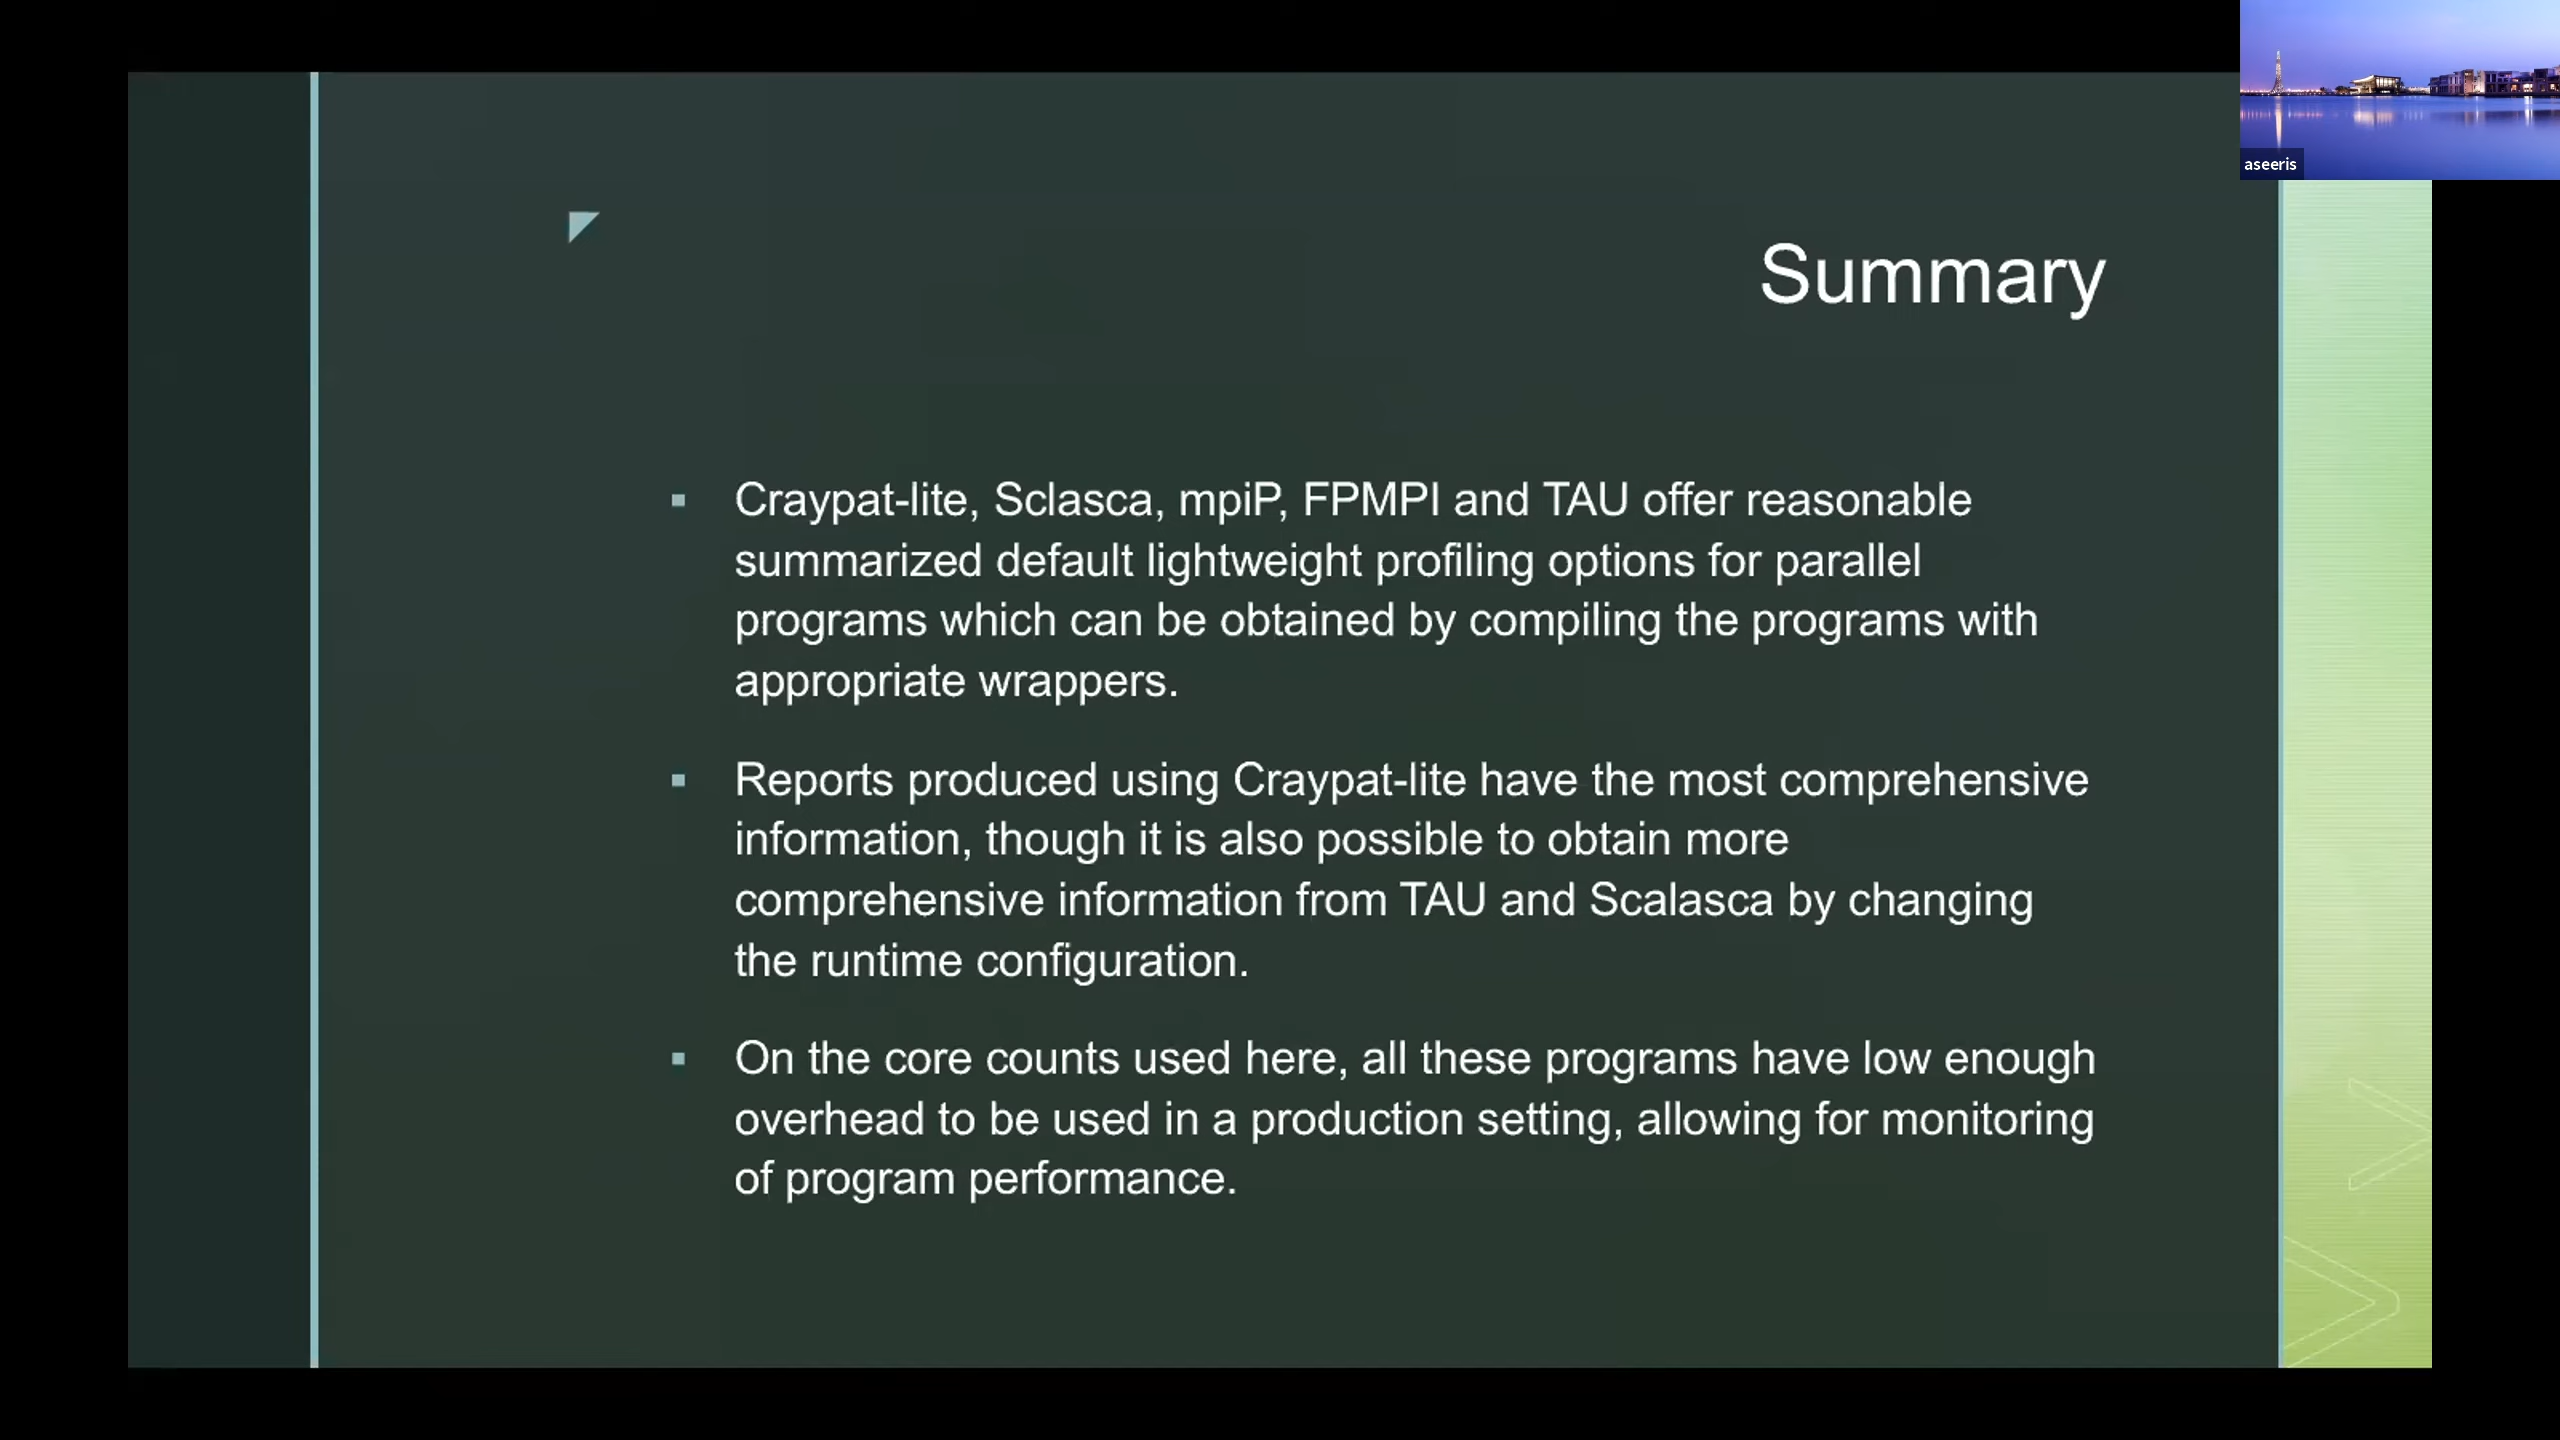 aseeris
Summary
Craypat-lite, Sclasca, mpiP, FPMPI and TAU offer reasonable
summarized default lightweight profiling options for parallel
programs which can be obtained by compiling the programs with
appropriate wrappers.
Reports produced using Craypat-lite have the most comprehensive
information, though it is also possible to obtain more
comprehensive information from TAU and Scalasca by changing
the runtime configuration.
On the core counts used here, all these programs have low enough
overhead to be used in a production setting, allowing for monitoring
of program performance.